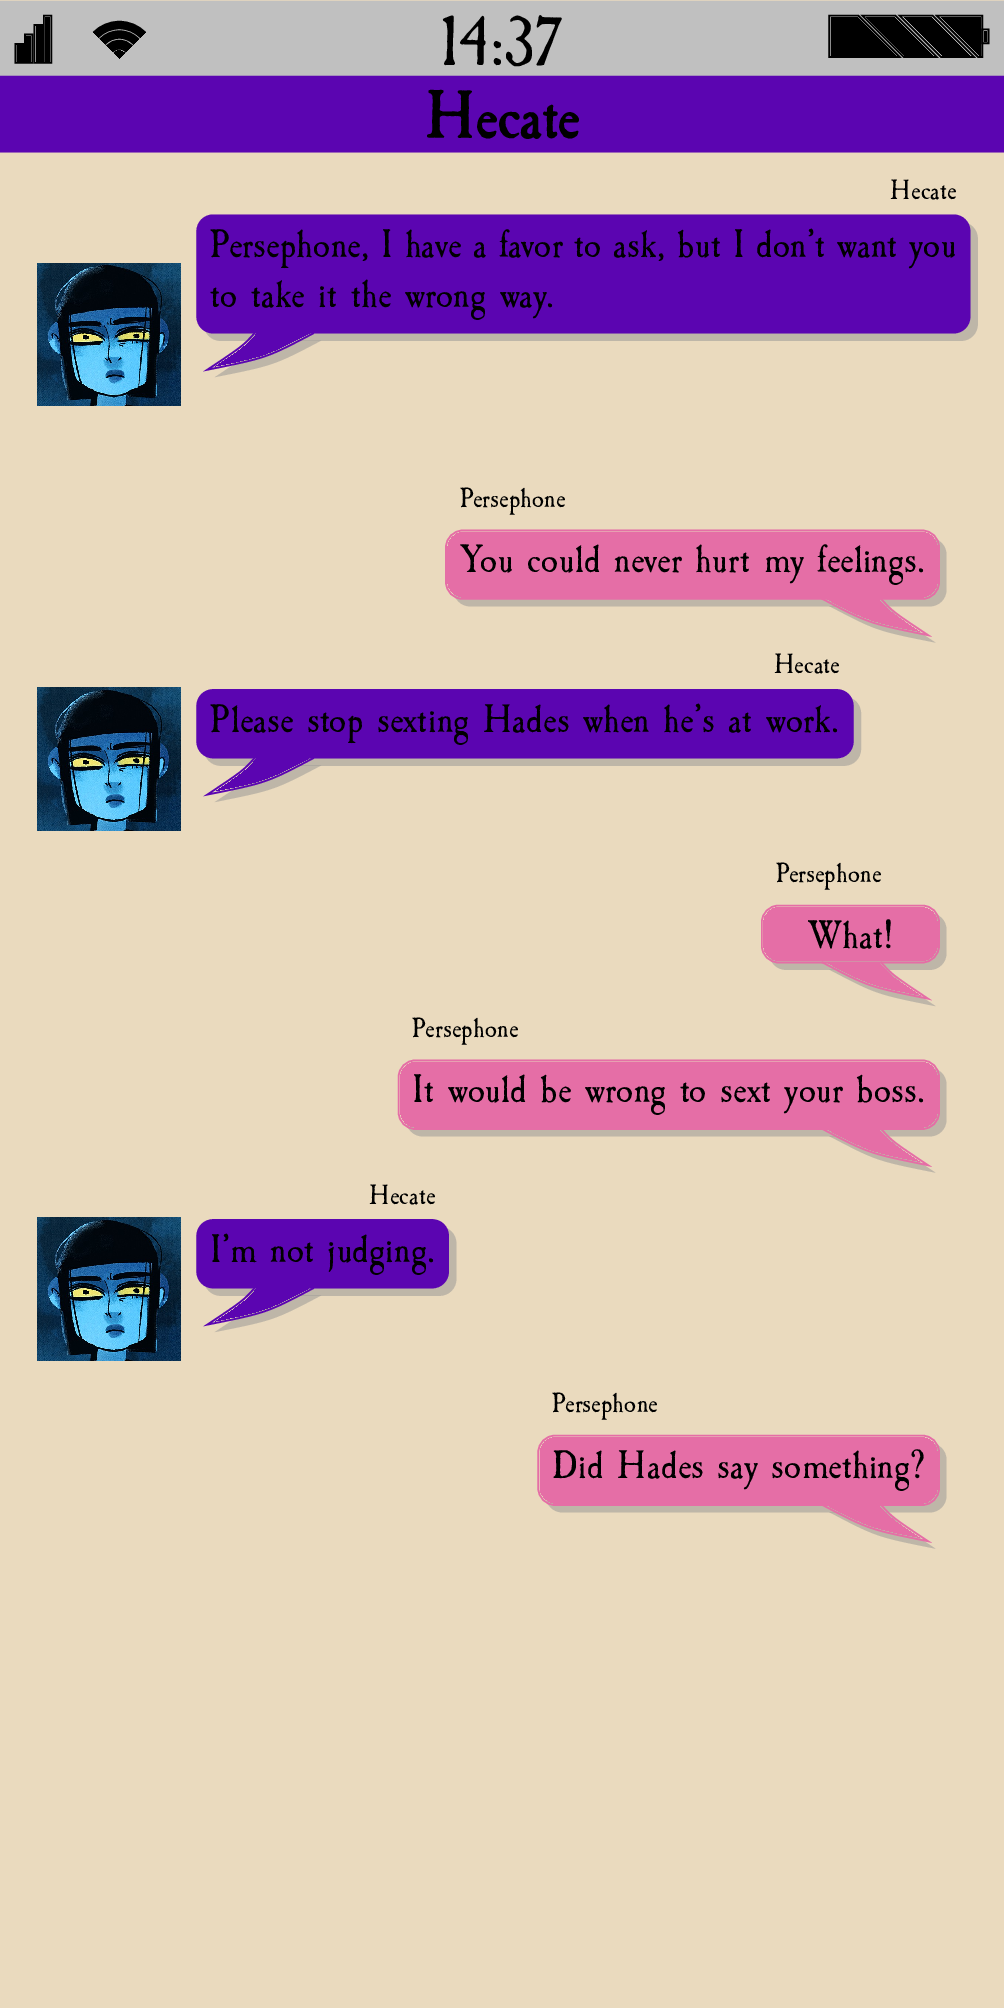 14:37
Hecate
Hecate
Persephone, I have a favor to ask, but I don't want you
to take it the wrong way.
Persephone
You could never hurt my feelings.
Hecate
Please stop sexting Hades when he's at work.
Persephone
What!
Persephone
It would be wrong to sext your boss.
Hecate
I'm not judging.
Persephone
Did Hades say something?